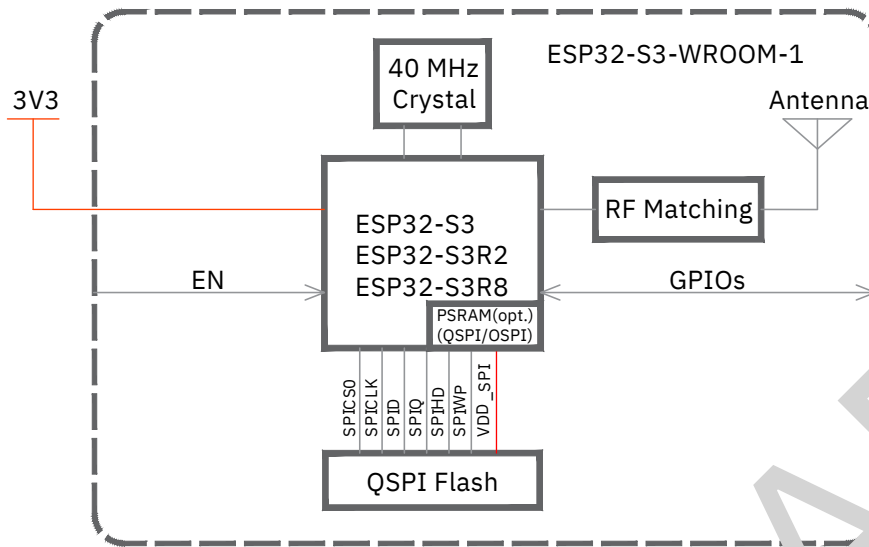 ESP32-S3-WROOM-1
40 MHz
Crystal
3V3
Antenna
RF Matching
ESP32-S3
ESP32-S3R2
ESP32-S3R8
EN
GPIOs
PSRAM(opt.)
(QSPI/OSPI)
SPICS0
SPICLK
SPID
SPIQ
SPIHD
SPIWP
VDD_SPI
QSPI Flash